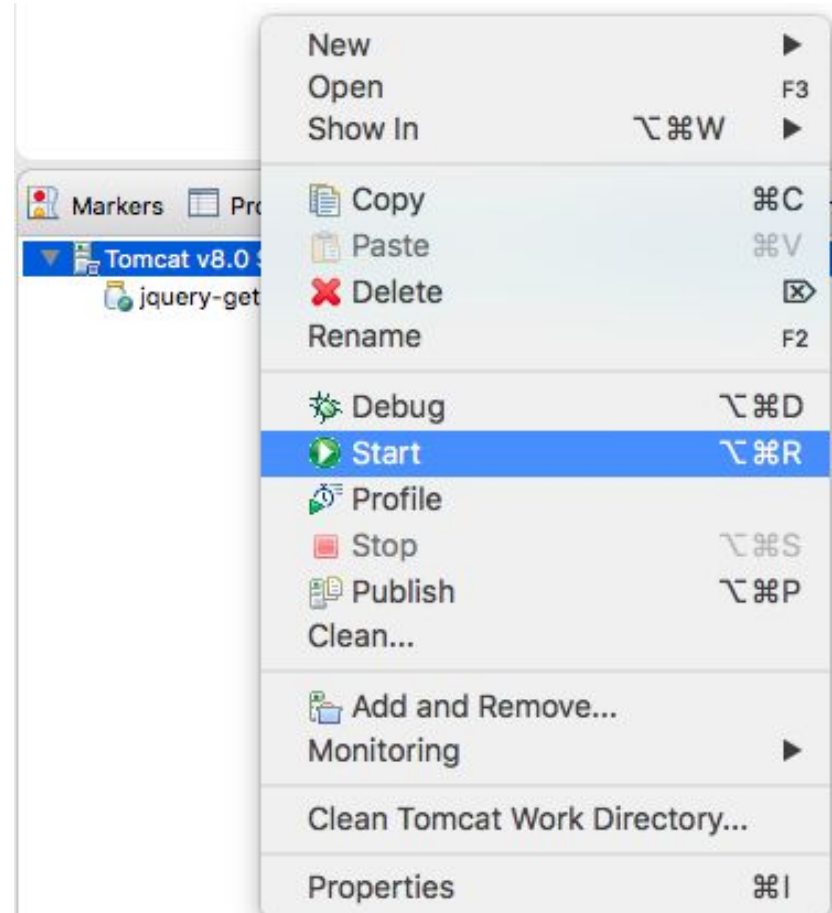 New
Open F3
Show In ⌥⌘W
Markers
Copy ⌘C
Paste ⌘V
Tomcat v8.0
Delete ⌦
jquery-get
Rename F2
Debug ⌥⌘D
Start ⌥⌘R
Profile
Stop ⌥⌘S
Publish ⌥⌘P
Clean...
Add and Remove...
Monitoring
Clean Tomcat Work Directory...
Properties ⌘I